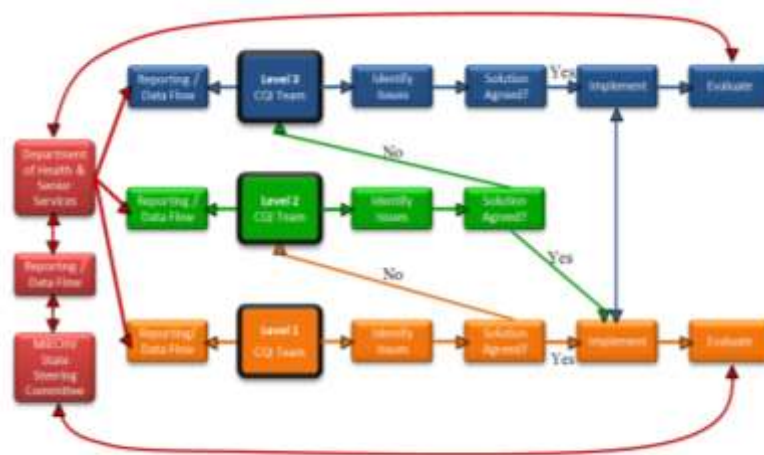 Reporting /
Data Flow
Level 3
CQI Team
Identify
Issues
Solution
Agreed?
Yes
Implement
Evaluate
Department
of Health &
Senior
Services
No
Reporting /
Data Flow
Level 2
CQI Team
Identify
Issues
Solution
Agreed?
Reporting /
Data Flow
No
Yes
Reporting/
Data Flow
Level 1
CQI Team
Identify
Issues
Solution
Agreed?
Yes
Implement
Evaluate
State
Steering
Committee